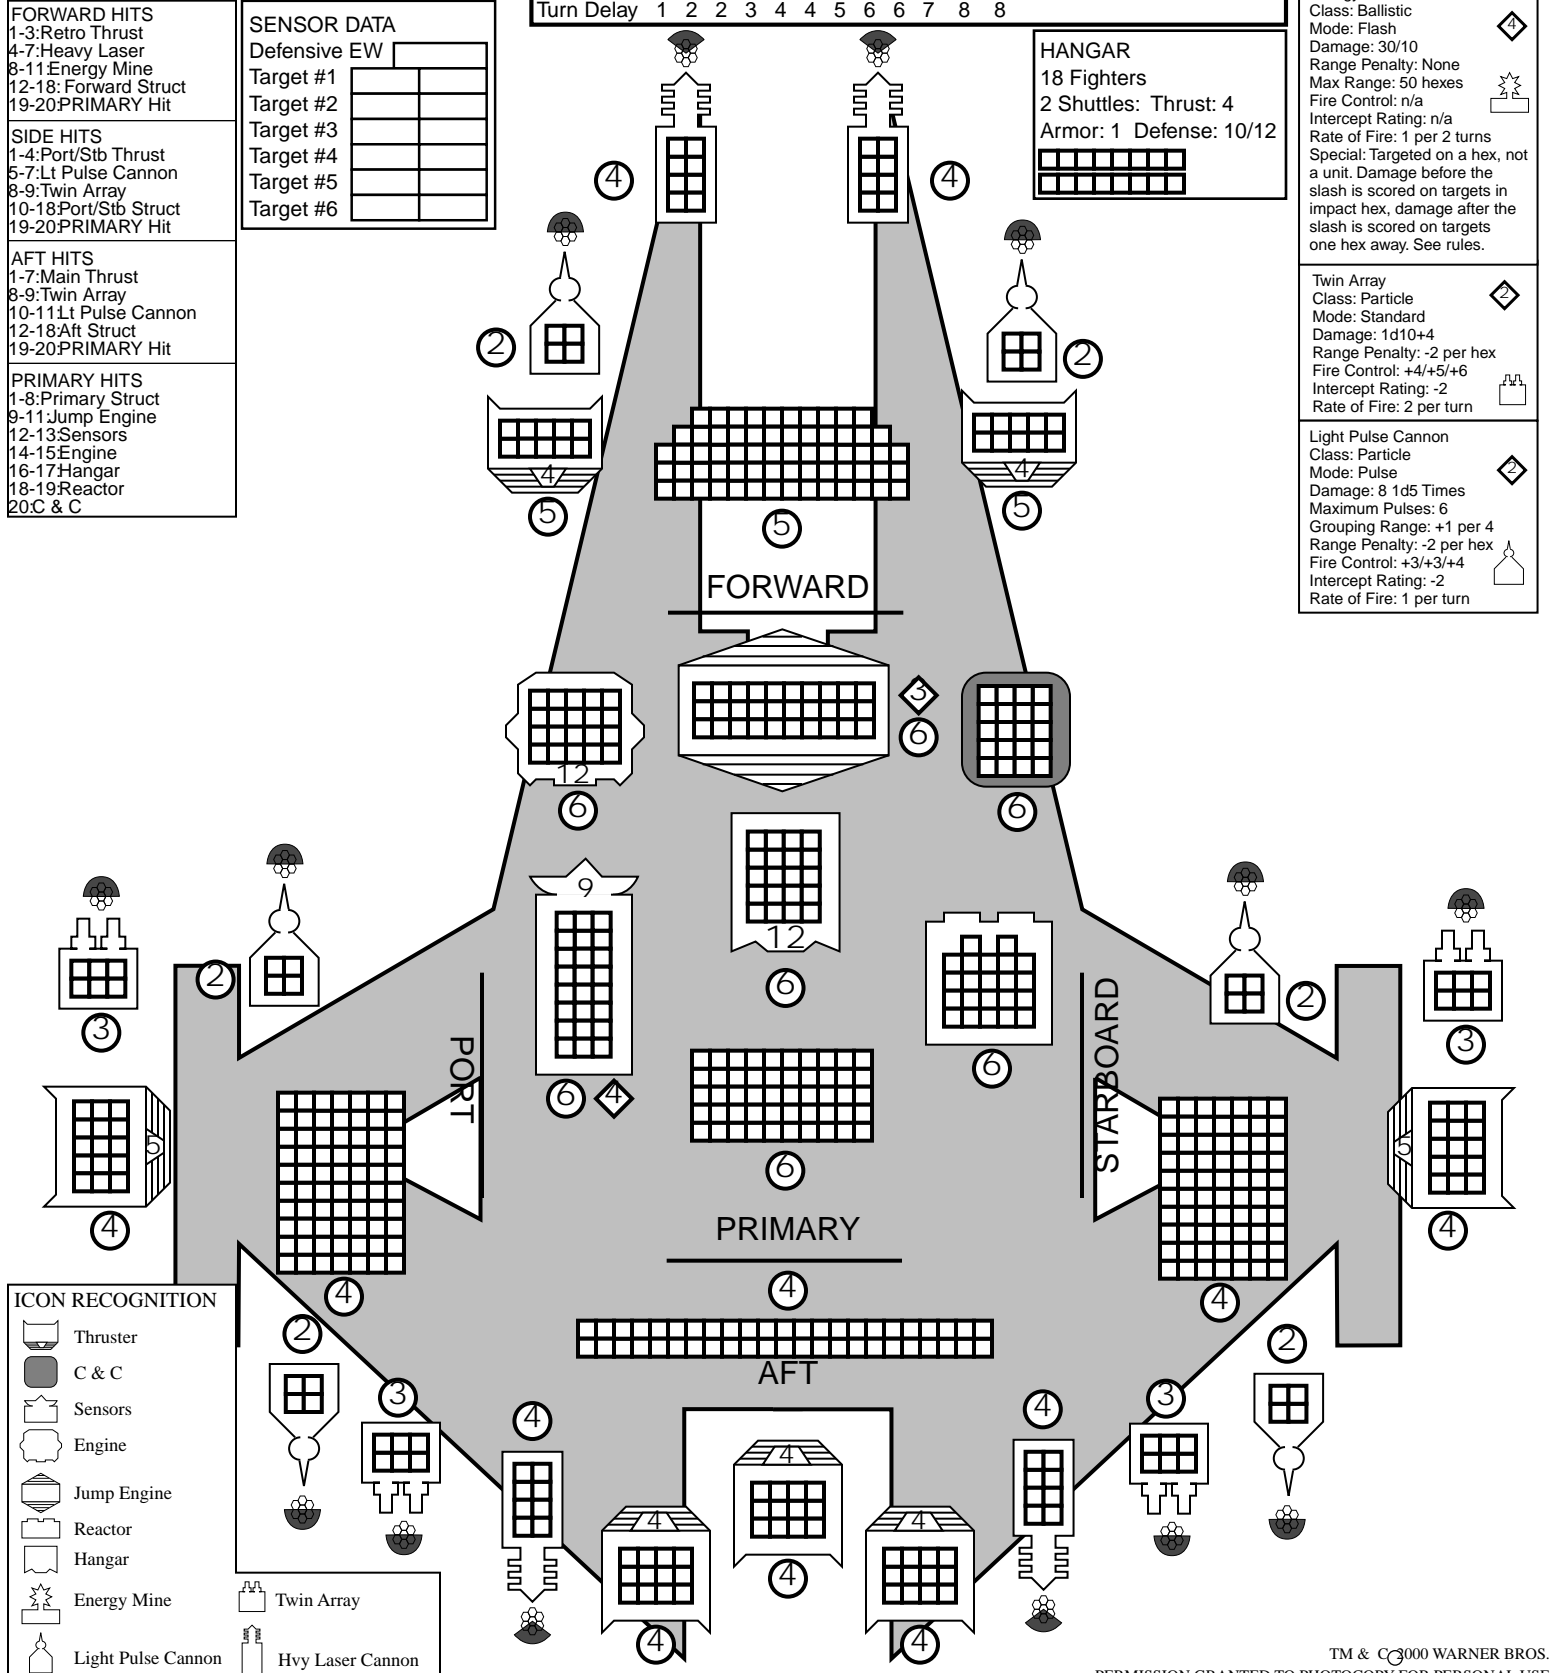 Turn Delay 1 2 2 3 4 4 5 6 6 7 8 8
FORWARD HITS
1-3:Retro Thrust
4-7:Heavy Laser
8-11:Energy Mine
12-18: Forward Struct
19-20:PRIMARY Hit
SIDE HITS
1-4:Port/Stb Thrust
5-7:Lt Pulse Cannon
8-9:Twin Array
10-18:Port/Stb Struct
19-20:PRIMARY Hit
AFT HITS
1-7:Main Thrust
8-9:Twin Array
10-11:Lt Pulse Cannon
12-18:Aft Struct
19-20:PRIMARY Hit
PRIMARY HITS
1-8:Primary Struct
9-11:Jump Engine
12-13:Sensors
14-15:Engine
16-17:Hangar
18-19:Reactor
20:C & C
SENSOR DATA
Defensive EW
Target #1
Target #2
Target #3
Target #4
Target #5
Target #6
HANGAR
18 Fighters
2 Shuttles: Thrust: 4
Armor: 1 Defense: 10/12
Class: Ballistic
4
Mode: Flash
Damage: 30/10
Range Penalty: None
Max Range: 50 hexes
Fire Control: n/a
Intercept Rating: n/a
Rate of Fire: 1 per 2 turns
Special: Targeted on a hex, not
a unit. Damage before the
slash is scored on targets in
impact hex, damage after the
slash is scored on targets
one hex away. See rules.
Twin Array
2
Class: Particle
Mode: Standard
Damage: 1d10+4
Range Penalty: -2 per hex
Fire Control: +4/+5/+6
Intercept Rating: -2
Rate of Fire: 2 per turn
Light Pulse Cannon
Class: Particle
2
Mode: Pulse
Damage: 8 1d5 Times
Maximum Pulses: 6
Grouping Range: +1 per 4
Range Penalty: -2 per hex
Fire Control: +3/+3/+4
Intercept Rating: -2
Rate of Fire: 1 per turn
4 4
2 2
4 4
5 5 5
FORWARD
3
6
12
6 6
9
12
6
2 2
3 3
6
6 4
PORT
STARBOARD
5 5
6
4 4
PRIMARY
4
4 4
AFT
2 2
3 3
4 4
4
4 4
4
4 4
ICON RECOGNITION
Thruster
C & C
Sensors
Engine
Jump Engine
Reactor
Hangar
Energy Mine
Twin Array
Light Pulse Cannon
Hvy Laser Cannon
TM & C 2000 WARNER BROS.
PERMISSION GRANTED TO PHOTOCOPY FOR PERSONAL USE